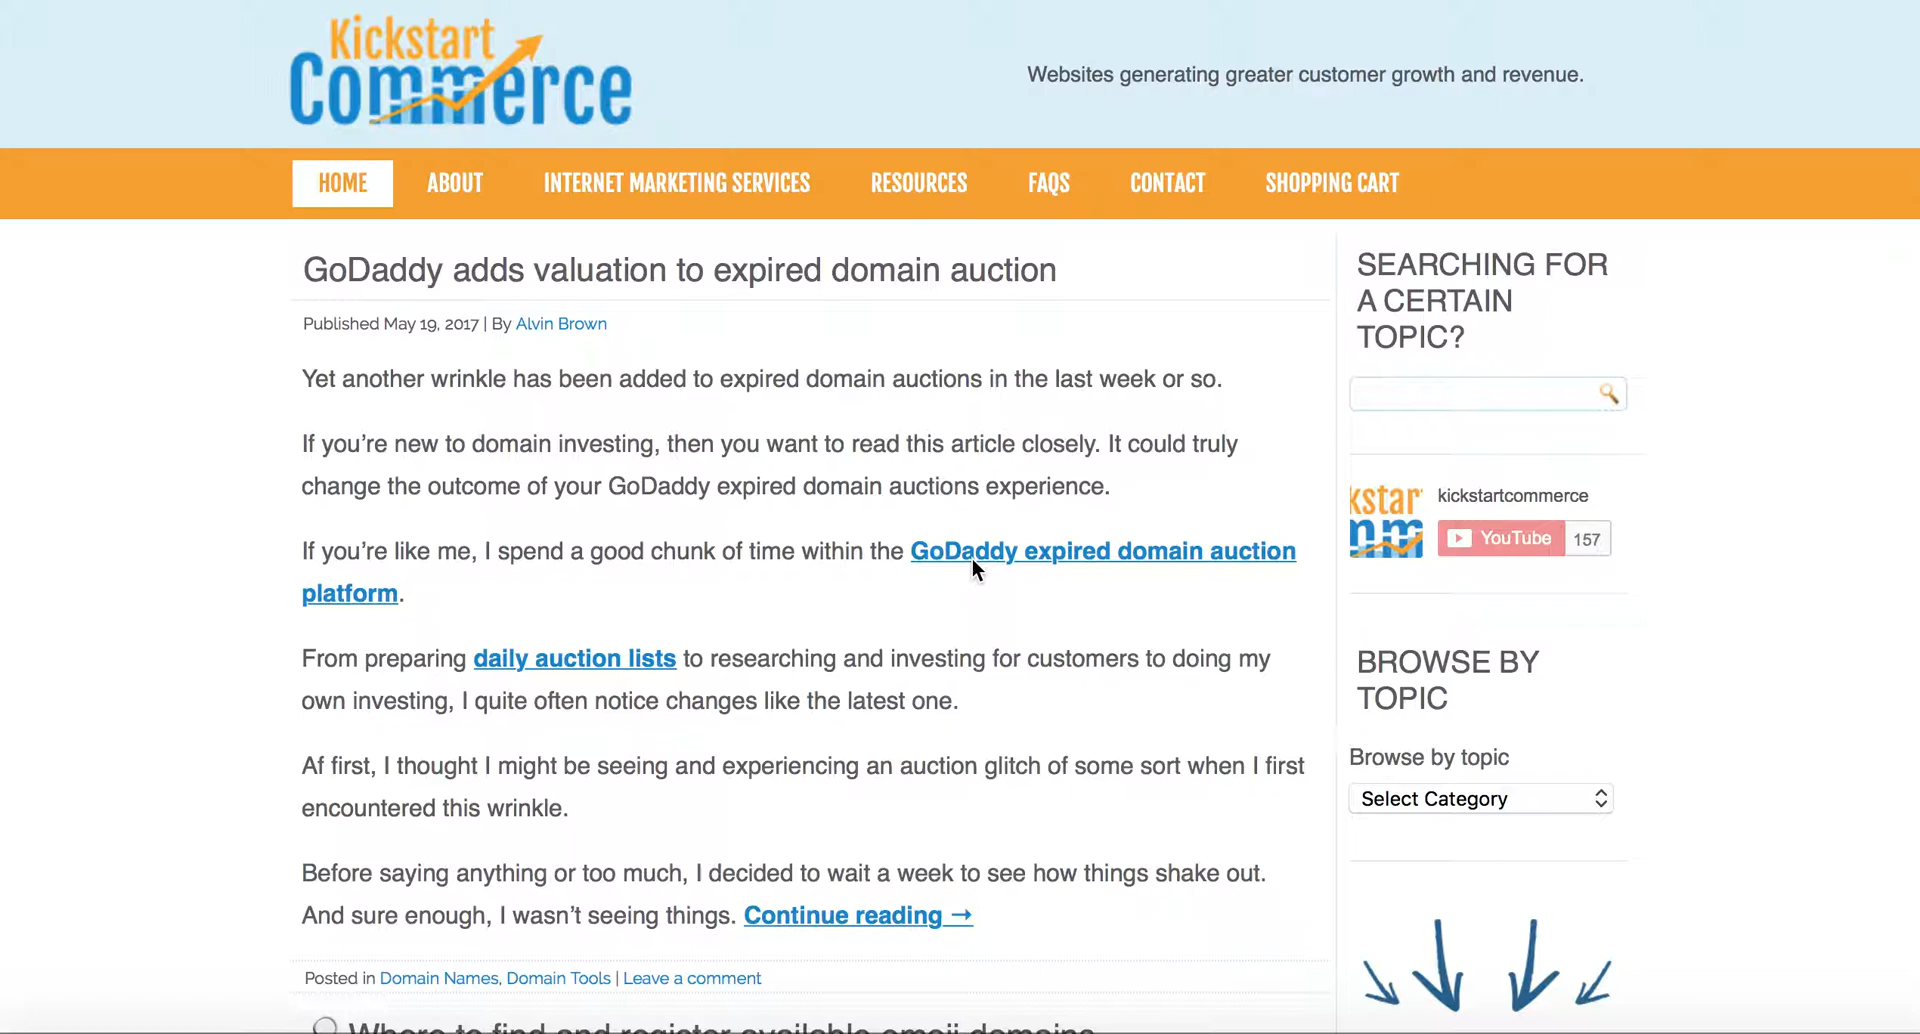 Kickstart
Commerce
Websites generating greater customer growth and revenue.
HOME ABOUT INTERNET MARKETING SERVICES RESOURCES FAQS CONTACT SHOPPING CART
GoDaddy adds valuation to expired domain auction
Published May 19, 2017 | By Alvin Brown
Yet another wrinkle has been added to expired domain auctions in the last week or so.
If you’re new to domain investing, then you want to read this article closely. It could truly
change the outcome of your GoDaddy expired domain auctions experience.
If you’re like me, I spend a good chunk of time within the GoDaddy expired domain auction
platform.
From preparing daily auction lists to researching and investing for customers to doing my
own investing, I quite often notice changes like the latest one.
Af first, I thought I might be seeing and experiencing an auction glitch of some sort when I first
encountered this wrinkle.
Before saying anything or too much, I decided to wait a week to see how things shake out.
And sure enough, I wasn’t seeing things. Continue reading →
Posted in Domain Names, Domain Tools | Leave a comment
Where to find and register available emoji domains
SEARCHING FOR
A CERTAIN
TOPIC?
kstar
mm
kickstartcommerce
YouTube 157
BROWSE BY
TOPIC
Browse by topic
Select Category